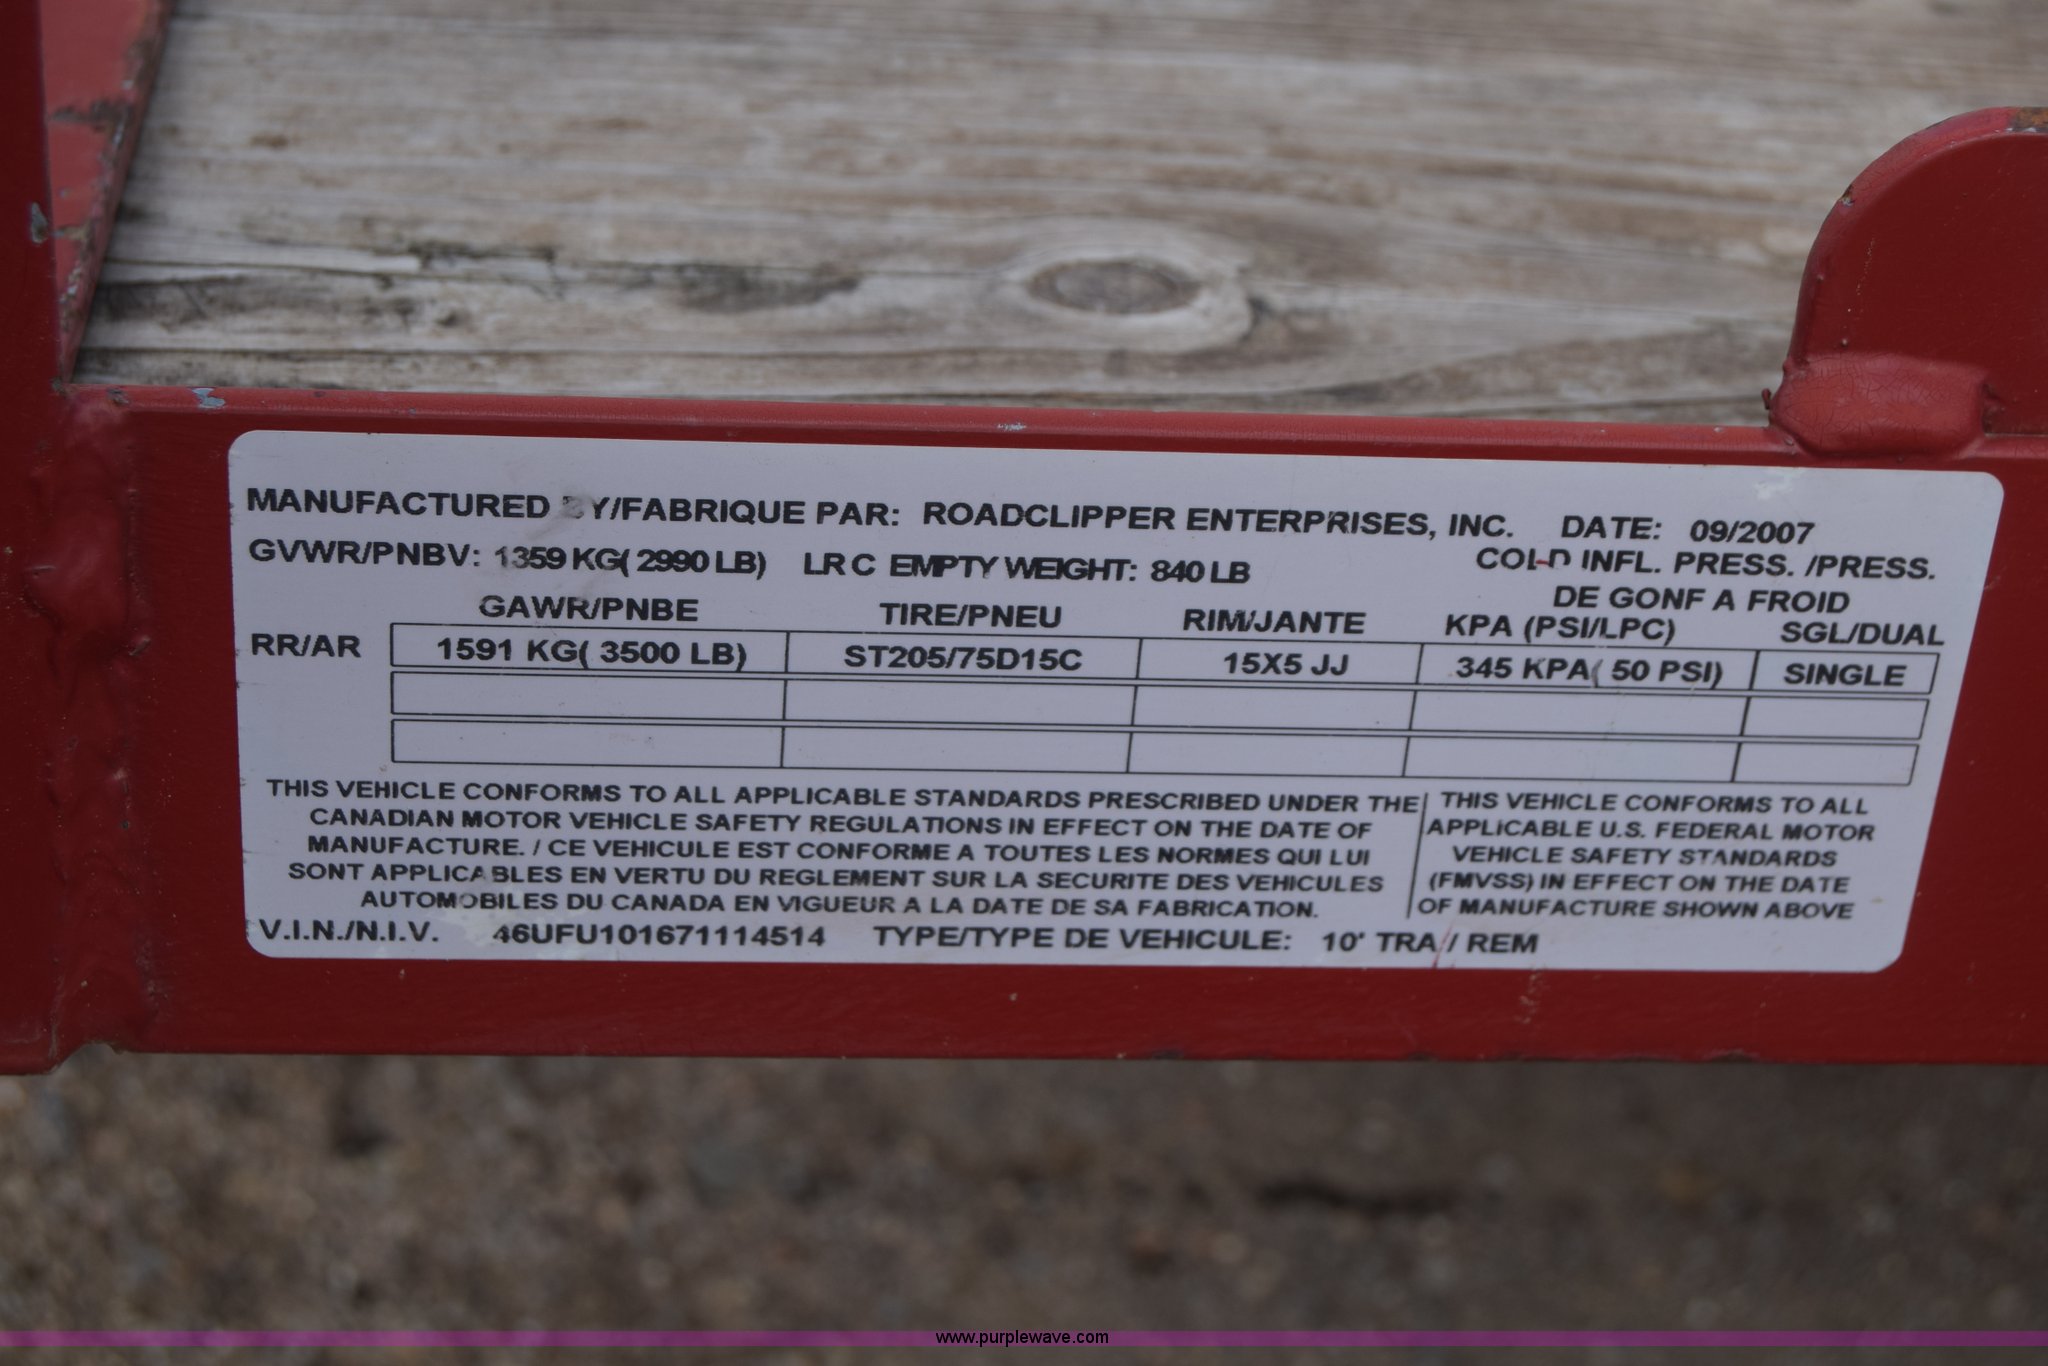 MANUFACTURED BY/FABRIQUE PAR: ROADCLIPPER ENTERPRISES, INC. DATE: 09/2007
GVWR/PNBV: 1359 KG( 2990 LB) LR C EMPTY WEIGHT: 840 LB COLD INFL. PRESS. /PRESS.
DE GONF A FROID
GAWR/PNBE TIRE/PNEU RIM/JANTE KPA (PSI/LPC) SGL/DUAL
RR/AR 1591 KG( 3500 LB) ST205/75D15C 15X5 JJ 345 KPA( 50 PSI) SINGLE
THIS VEHICLE CONFORMS TO ALL APPLICABLE STANDARDS PRESCRIBED UNDER THE
CANADIAN MOTOR VEHICLE SAFETY REGULATIONS IN EFFECT ON THE DATE OF
MANUFACTURE. / CE VEHICULE EST CONFORME A TOUTES LES NORMES QUI LUI
SONT APPLICABLES EN VERTU DU REGLEMENT SUR LA SECURITE DES VEHICULES
AUTOMOBILES DU CANADA EN VIGUEUR A LA DATE DE SA FABRICATION.
THIS VEHICLE CONFORMS TO ALL
APPLICABLE U.S. FEDERAL MOTOR
VEHICLE SAFETY STANDARDS
(FMVSS) IN EFFECT ON THE DATE
OF MANUFACTURE SHOWN ABOVE
V.I.N./N.I.V. 46UFU101671114514 TYPE/TYPE DE VEHICULE: 10' TRA / REM
www.purplewave.com